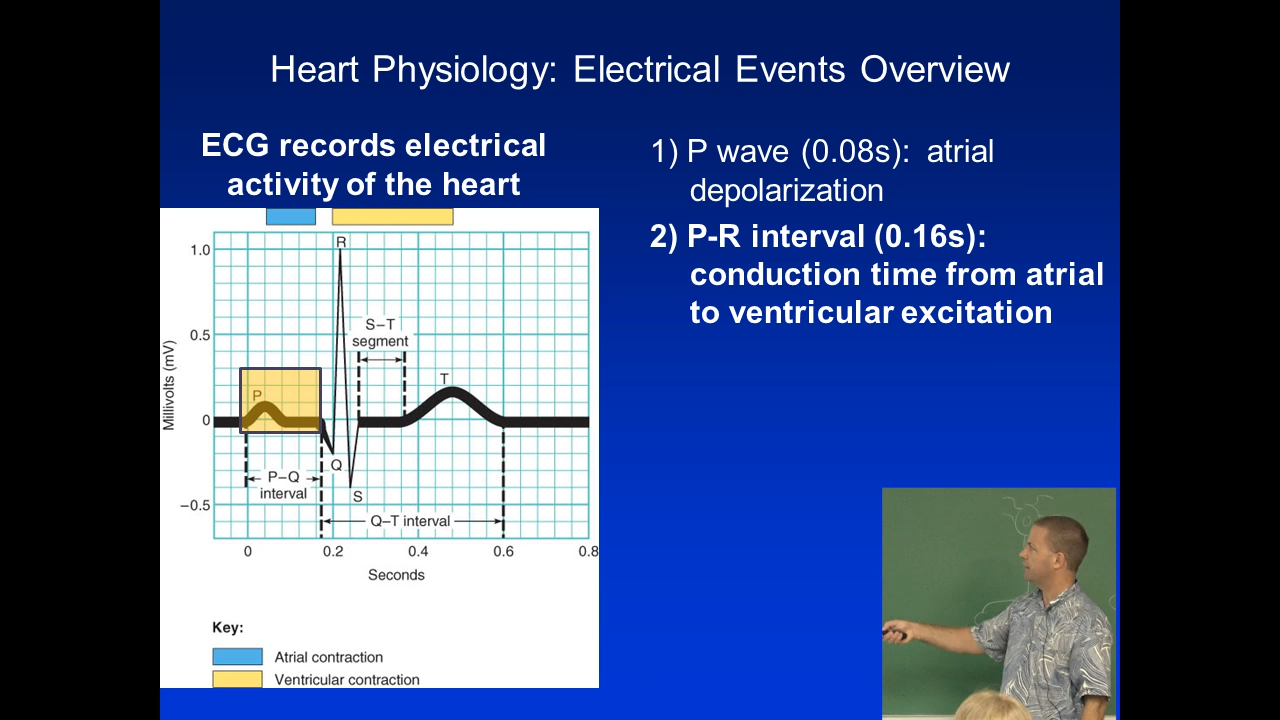 Heart Physiology: Electrical Events Overview
ECG records electrical
activity of the heart
1) P wave (0.08s): atrial
depolarization
2) P-R interval (0.16s):
conduction time from atrial
to ventricular excitation
1.0
0.5
0
−0.5
Millivolts (mV)
R
S–T
segment
P
T
Q
S
P–Q
interval
Q–T interval
0
0.2
0.4
0.6
0.8
Seconds
Key:
Atrial contraction
Ventricular contraction